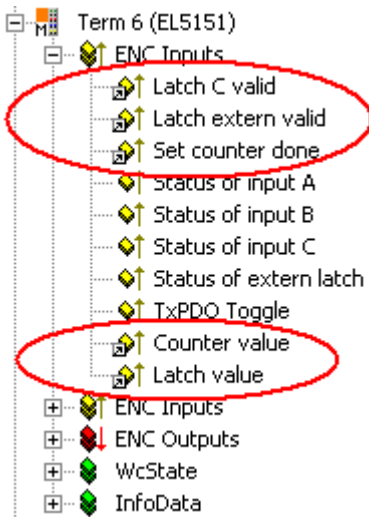 Term 6 (EL5151)
ENC Inputs
Latch C valid
Latch extern valid
Set counter done
Status of input A
Status of input B
Status of input C
Status of extern latch
TxPDO Toggle
Counter value
Latch value
ENC Inputs
ENC Outputs
WcState
InfoData